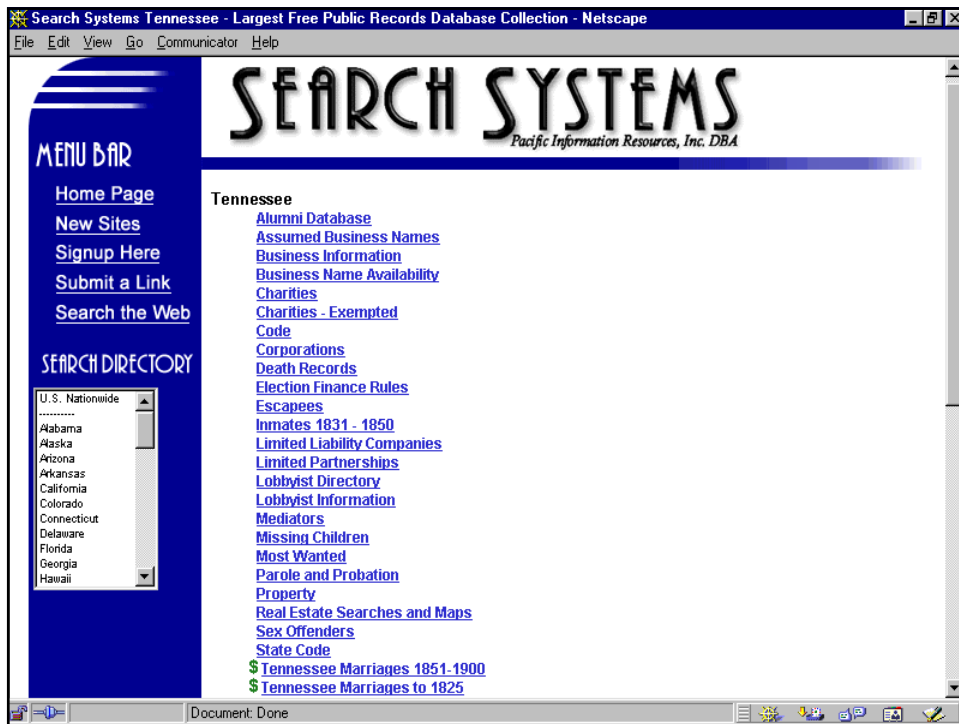 Search Systems Tennessee - Largest Free Public Records Database Collection - Netscape
File Edit View Go Communicator Help
SEARCH SYSTEMS
Pacific Information Resources, Inc. DBA
MENU BAR
Home Page
New Sites
Signup Here
Submit a Link
Search the Web
SEARCH DIRECTORY
U.S. Nationwide
----------
Alabama
Alaska
Arizona
Arkansas
California
Colorado
Connecticut
Delaware
Florida
Georgia
Hawaii
Tennessee
Alumni Database
Assumed Business Names
Business Information
Business Name Availability
Charities
Charities - Exempted
Code
Corporations
Death Records
Election Finance Rules
Escapees
Inmates 1831 - 1850
Limited Liability Companies
Limited Partnerships
Lobbyist Directory
Lobbyist Information
Mediators
Missing Children
Most Wanted
Parole and Probation
Property
Real Estate Searches and Maps
Sex Offenders
State Code
$ Tennessee Marriages 1851-1900
$ Tennessee Marriages to 1825
Document: Done